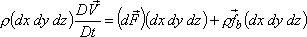 ρ(dx dy dz) DV⃗/Dt = (dF⃗)(dx dy dz) + ρf⃗_b(dx dy dz)